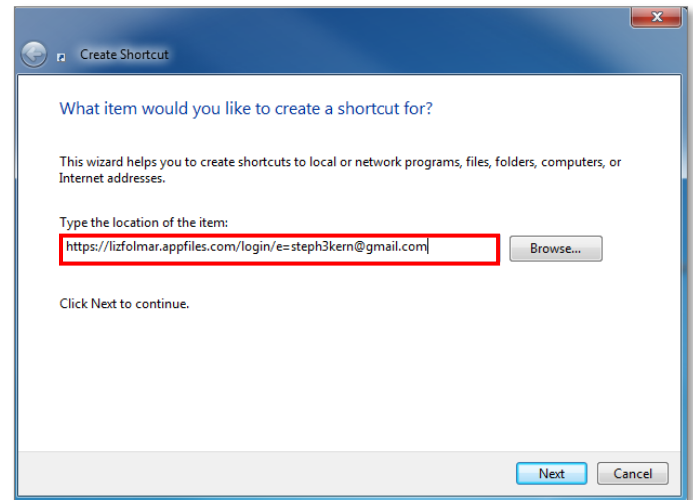 Create Shortcut
What item would you like to create a shortcut for?
This wizard helps you to create shortcuts to local or network programs, files, folders, computers, or
Internet addresses.
Type the location of the item:
https://lizfolmar.appfiles.com/login/e=steph3kern@gmail.com
Browse...
Click Next to continue.
Next
Cancel